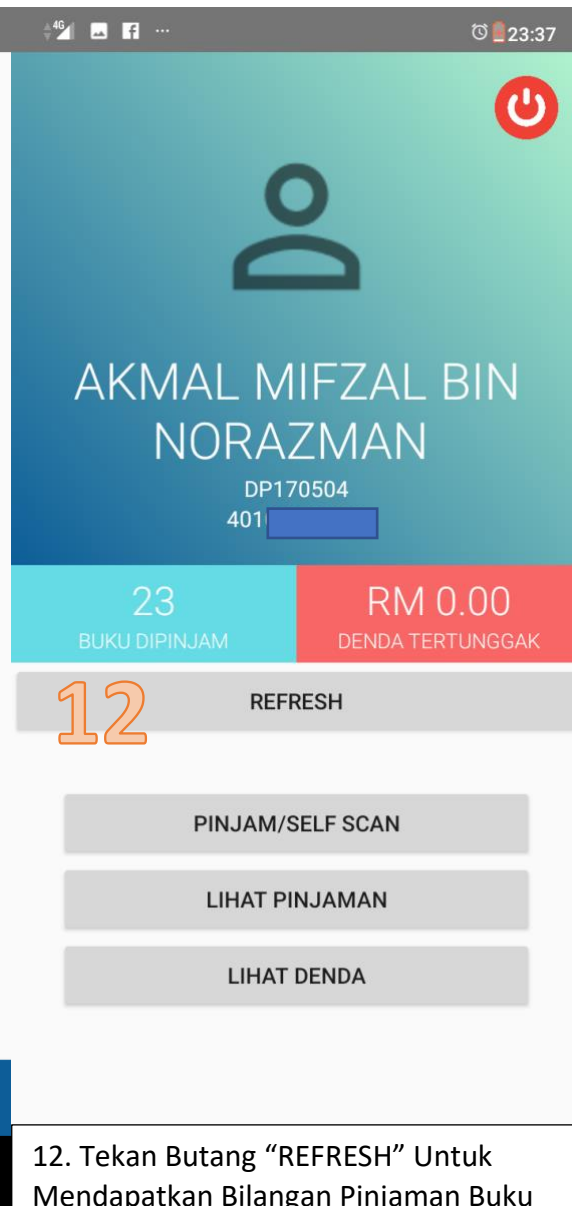 4G 23:37
AKMAL MIFZAL BIN
NORAZMAN
DP170504
401
23 RM 0.00
BUKU DIPINJAM DENDA TERTUNGGAK
12 REFRESH
PINJAM/SELF SCAN
LIHAT PINJAMAN
LIHAT DENDA
12. Tekan Butang “REFRESH” Untuk
Mendapatkan Bilangan Pinjaman Buku